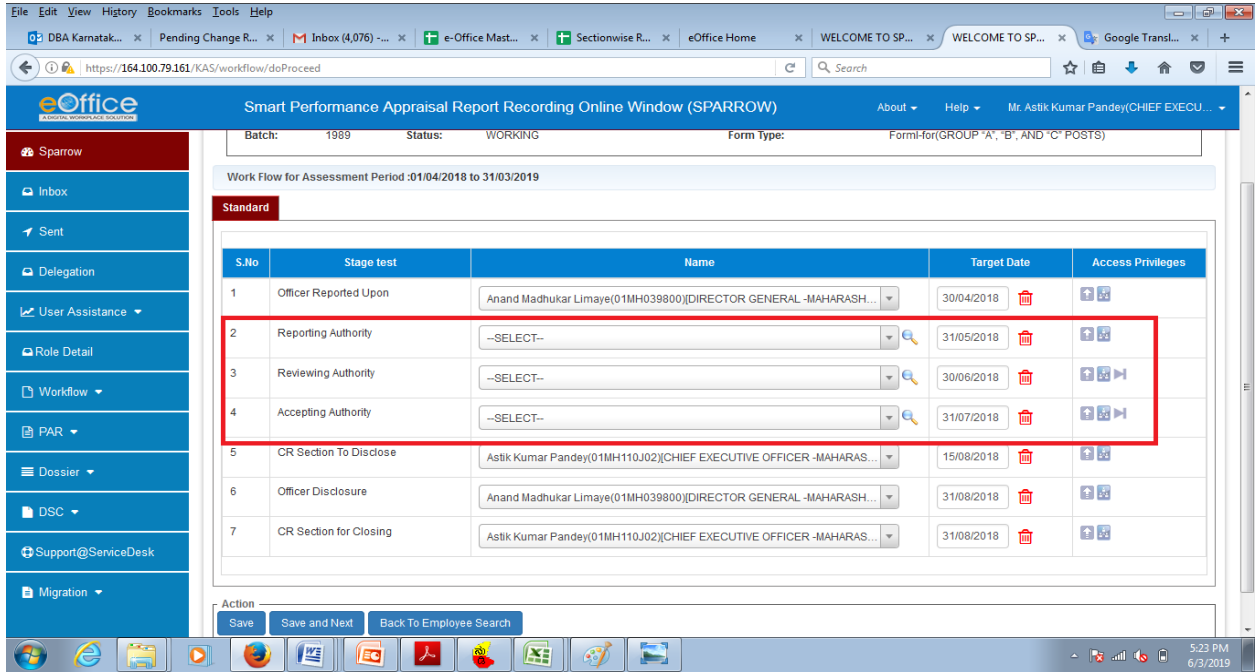 File Edit View History Bookmarks Tools Help
DBA Karnatak... × Pending Change R... × Inbox (4,076) -... × e-Office Mast... × Sectionwise R... × eOffice Home × WELCOME TO SP... × WELCOME TO SP... × Google Transl... × +
https://164.100.79.161/KAS/workflow/doProceed Search
eOffice Smart Performance Appraisal Report Recording Online Window (SPARROW) About Help Mr. Astik Kumar Pandey(CHIEF EXECU...
A DIGITAL WORKPLACE SOLUTION
Batch: 1989 Status: WORKING Form Type: FormI-for(GROUP “A”, “B”, AND “C” POSTS)
Sparrow
Inbox
Sent
Delegation
User Assistance
Role Detail
Workflow
PAR
Dossier
DSC
Support@ServiceDesk
Migration
Work Flow for Assessment Period :01/04/2018 to 31/03/2019
Standard
S.No Stage test Name Target Date Access Privileges
1 Officer Reported Upon Anand Madhukar Limaye(01MH039800)[DIRECTOR GENERAL -MAHARASH... 30/04/2018
2 Reporting Authority --SELECT-- 31/05/2018
3 Reviewing Authority --SELECT-- 30/06/2018
4 Accepting Authority --SELECT-- 31/07/2018
5 CR Section To Disclose Astik Kumar Pandey(01MH110J02)[CHIEF EXECUTIVE OFFICER -MAHARAS... 15/08/2018
6 Officer Disclosure Anand Madhukar Limaye(01MH039800)[DIRECTOR GENERAL -MAHARASH... 31/08/2018
7 CR Section for Closing Astik Kumar Pandey(01MH110J02)[CHIEF EXECUTIVE OFFICER -MAHARAS... 31/08/2018
Action
Save Save and Next Back To Employee Search
5:23 PM
6/3/2019